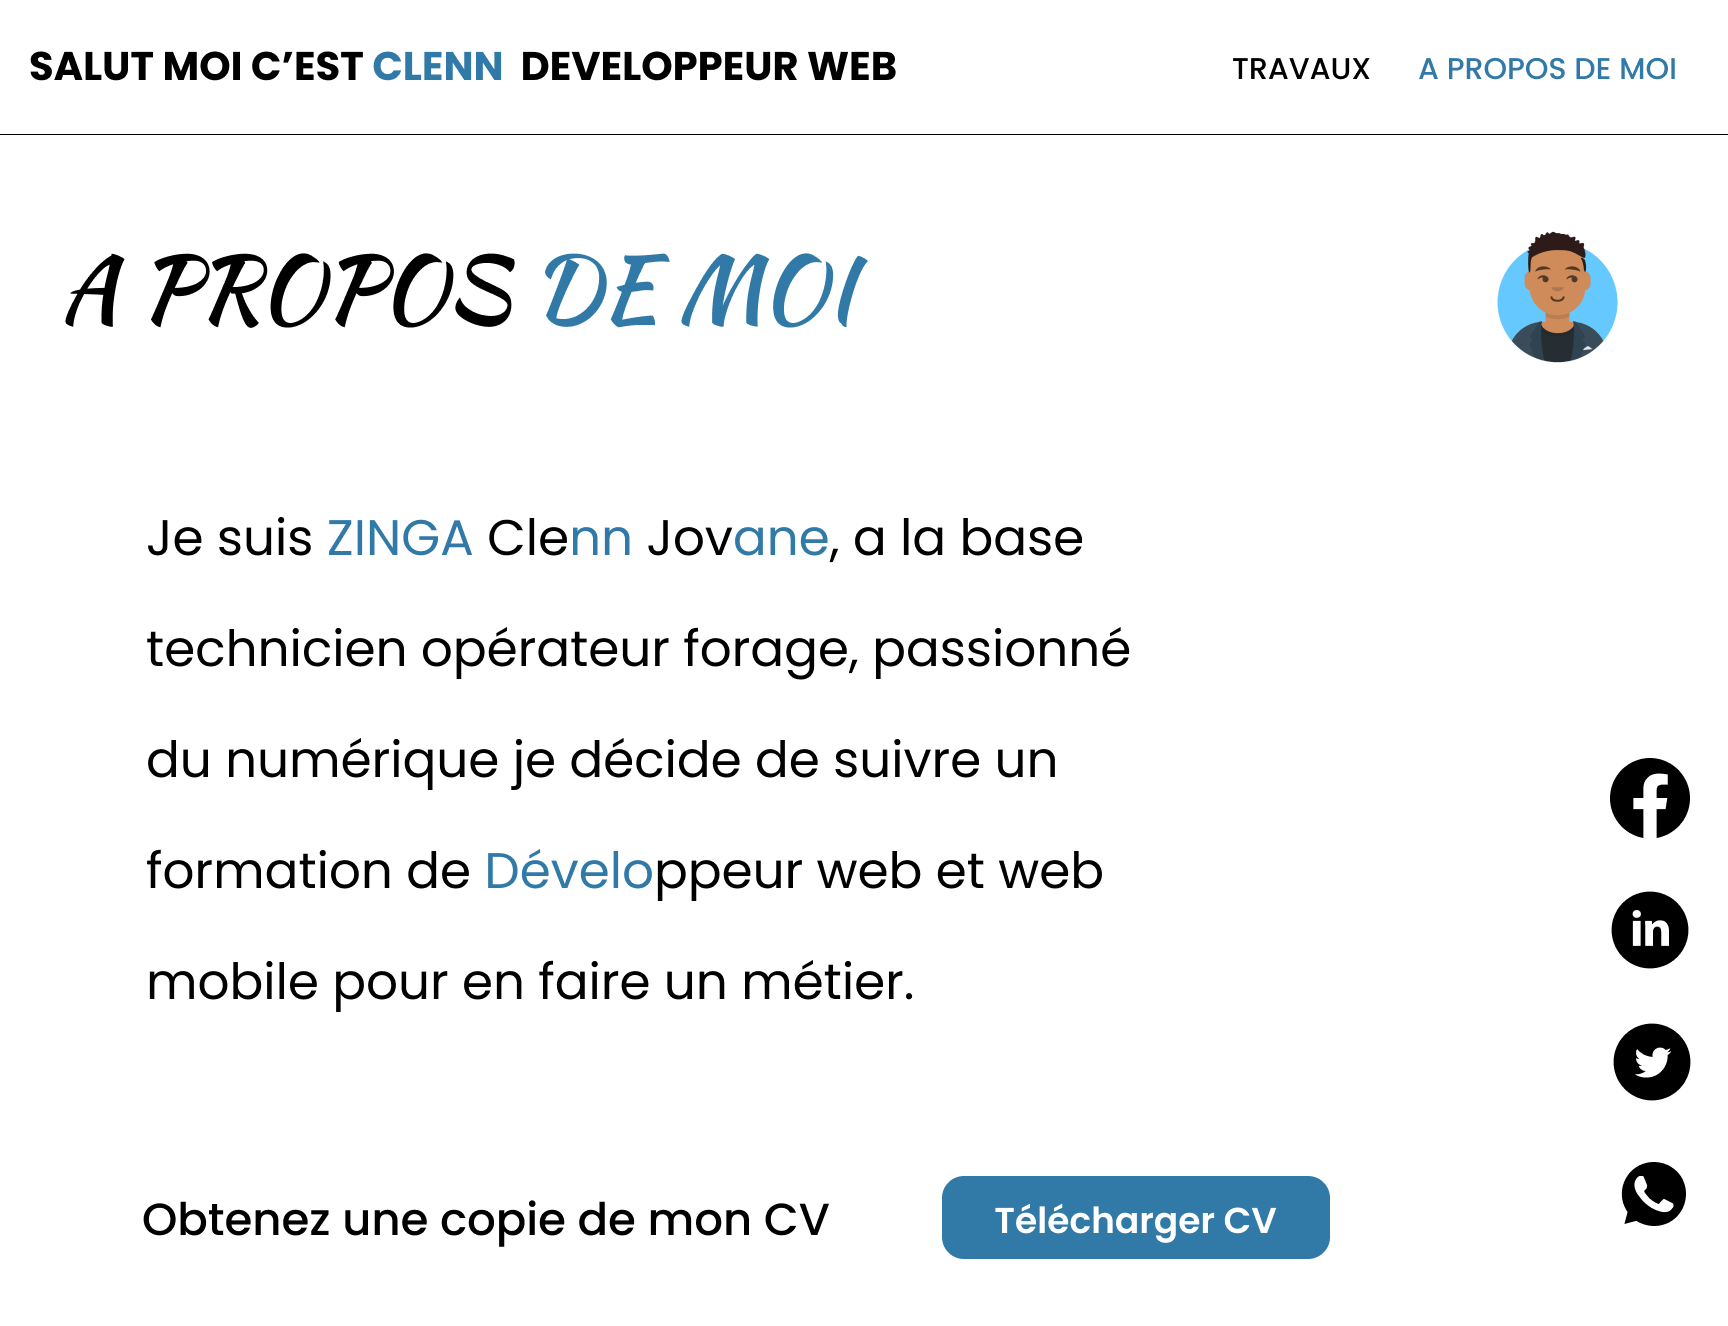 SALUT MOI C’EST CLENN DEVELOPPEUR WEB
TRAVAUX
A PROPOS DE MOI
A PROPOS DE MOI
Je suis ZINGA Clenn Jovane, a la base
technicien opérateur forage, passionné
du numérique je décide de suivre un
formation de Développeur web et web
mobile pour en faire un métier.
in
Obtenez une copie de mon CV
Télécharger CV